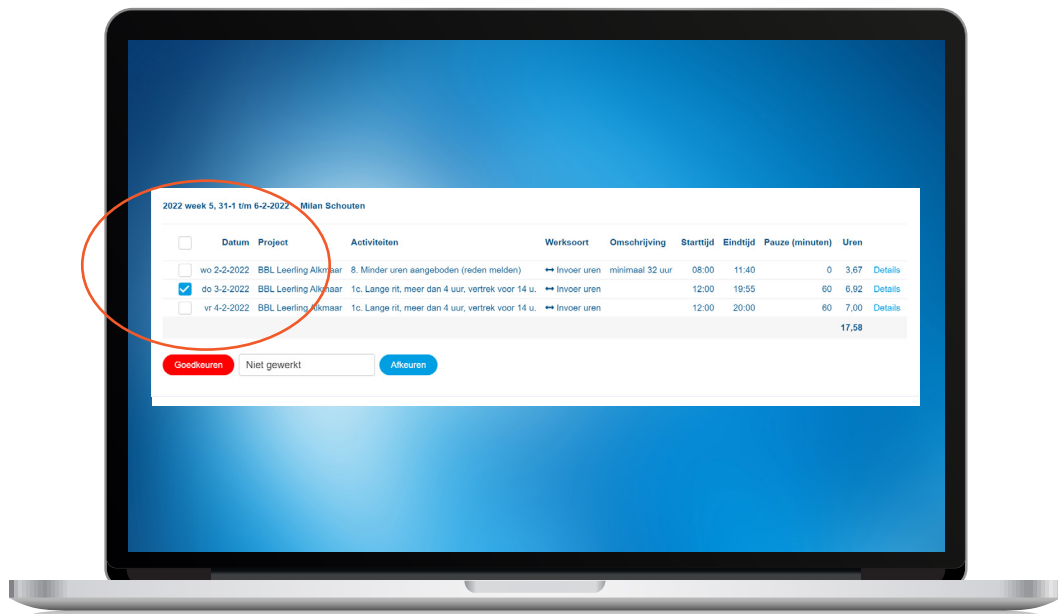 2022 week 5, 31-1 t/m 6-2-2022 - Milan Schouten
Datum Project Activiteiten Werksoort Omschrijving Starttijd Eindtijd Pauze (minuten) Uren
wo 2-2-2022 BBL Leerling Alkmaar 8. Minder uren aangeboden (reden melden) ↔ Invoer uren minimaal 32 uur 08:00 11:40 0 3,67 Details
do 3-2-2022 BBL Leerling Alkmaar 1c. Lange rit, meer dan 4 uur, vertrek voor 14 u. ↔ Invoer uren 12:00 19:55 60 6,92 Details
vr 4-2-2022 BBL Leerling Alkmaar 1c. Lange rit, meer dan 4 uur, vertrek voor 14 u. ↔ Invoer uren 12:00 20:00 60 7,00 Details
17,58
Goedkeuren Niet gewerkt Afkeuren